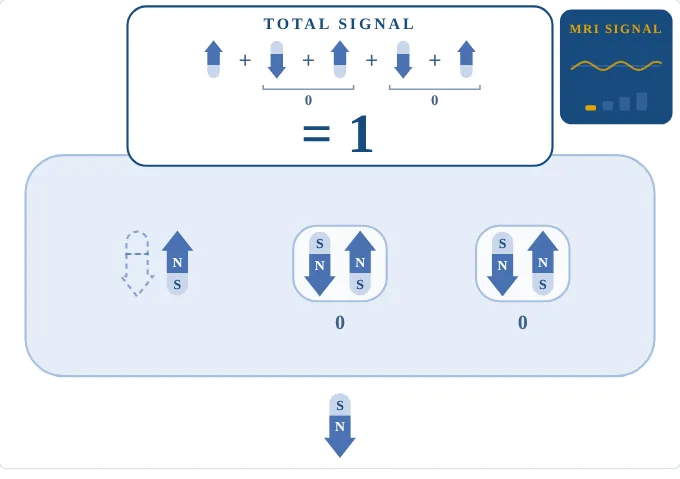 TOTAL SIGNAL
+ + + +
0 0
= 1
MRI SIGNAL
S
N
N
S
S
N
N
S
N
S
0 0
S
N